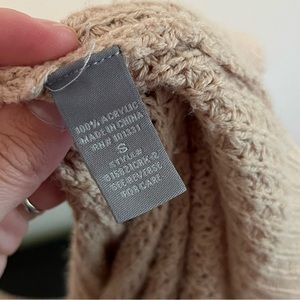 100% ACRYLIC
MADE IN CHINA
RN# 101331
S
STYLE#
SEE REVERSE
FOR CARE